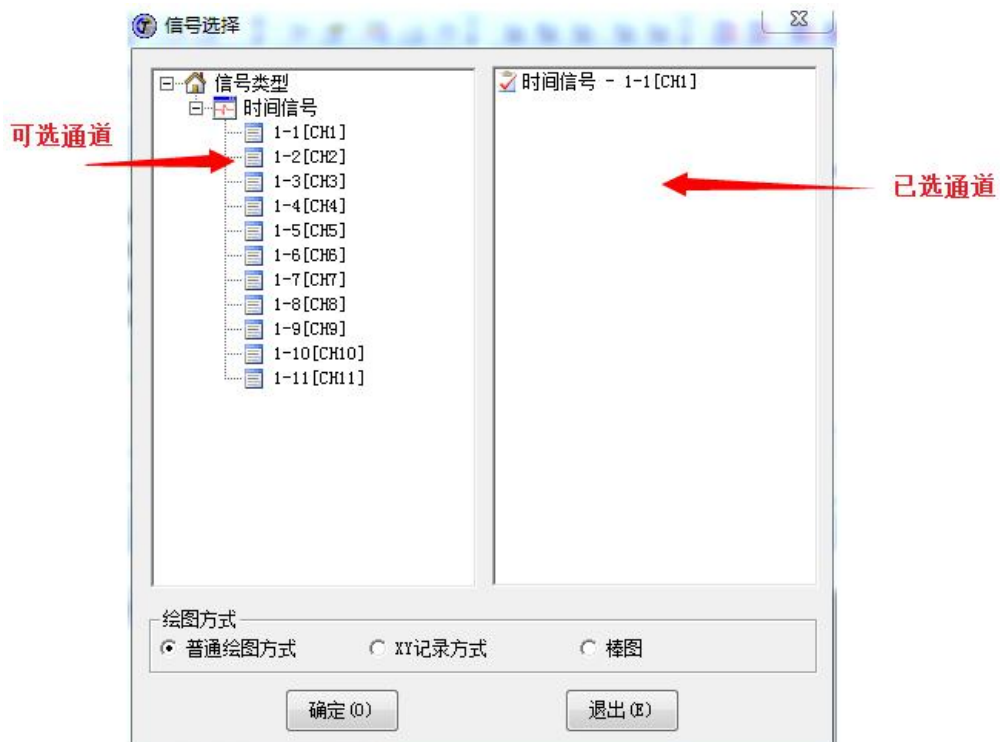 信号选择
信号类型
时间信号
1-1[CH1]
1-2[CH2]
1-3[CH3]
1-4[CH4]
1-5[CH5]
1-6[CH6]
1-7[CH7]
1-8[CH8]
1-9[CH9]
1-10[CH10]
1-11[CH11]
可选通道
时间信号 - 1-1[CH1]
已选通道
绘图方式
普通绘图方式 XY记录方式 棒图
确定(O) 退出(E)